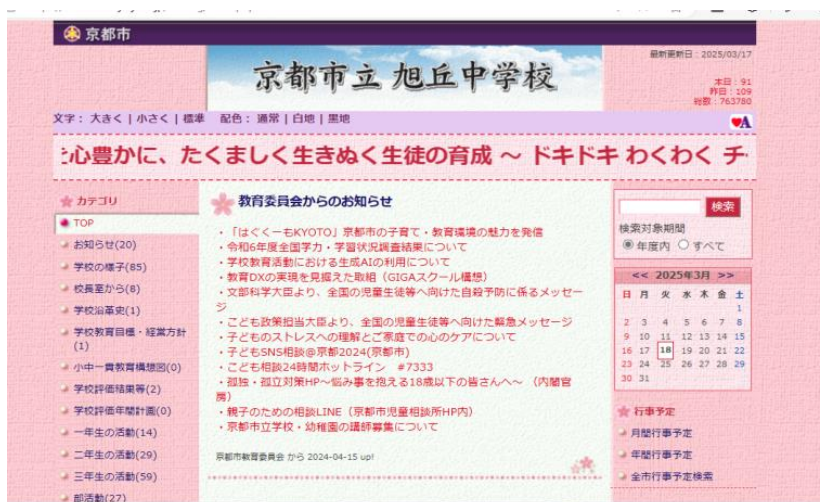 京都市
京都市立 旭丘中学校
最新更新日：2025/03/17
本日：91
昨日：109
総数：763780
文字： 大きく | 小さく | 標準 配色： 通常 | 白地 | 黒地
心豊かに、たくましく生きぬく生徒の育成 ～ ドキドキ わくわく チ
カテゴリ
TOP
お知らせ(20)
学校の様子(85)
校長室から(8)
学校沿革史(1)
学校教育目標・経営方針
(1)
小中一貫教育構想図(0)
学校評価結果等(2)
学校評価年間計画(0)
一年生の活動(14)
二年生の活動(29)
三年生の活動(59)
部活動(27)
教育委員会からのお知らせ
・「はぐくーもKYOTO」京都市の子育て・教育環境の魅力を発信
・令和6年度全国学力・学習状況調査結果について
・学校教育活動における生成AIの利用について
・教育DXの実現を見据えた取組（GIGAスクール構想）
・文部科学大臣より、全国の児童生徒等へ向けた自殺予防に係るメッセー
ジ
・こども政策担当大臣より、全国の児童生徒等へ向けた緊急メッセージ
・子どものストレスへの理解とご家庭での心のケアについて
・子どもSNS相談@京都2024(京都市)
・こども相談24時間ホットライン #7333
・孤独・孤立対策HP～悩み事を抱える18歳以下の皆さんへ～ （内閣官
房）
・親子のための相談LINE（京都市児童相談所HP内）
・京都市立学校・幼稚園の講師募集について
京都市教育委員会 から 2024-04-15 up!
検索
検索対象期間
年度内 すべて
<< 2025年3月 >>
日 月 火 水 木 金 土
1
2 3 4 5 6 7 8
9 10 11 12 13 14 15
16 17 18 19 20 21 22
23 24 25 26 27 28 29
30 31
行事予定
月間行事予定
年間行事予定
全市行事予定検索